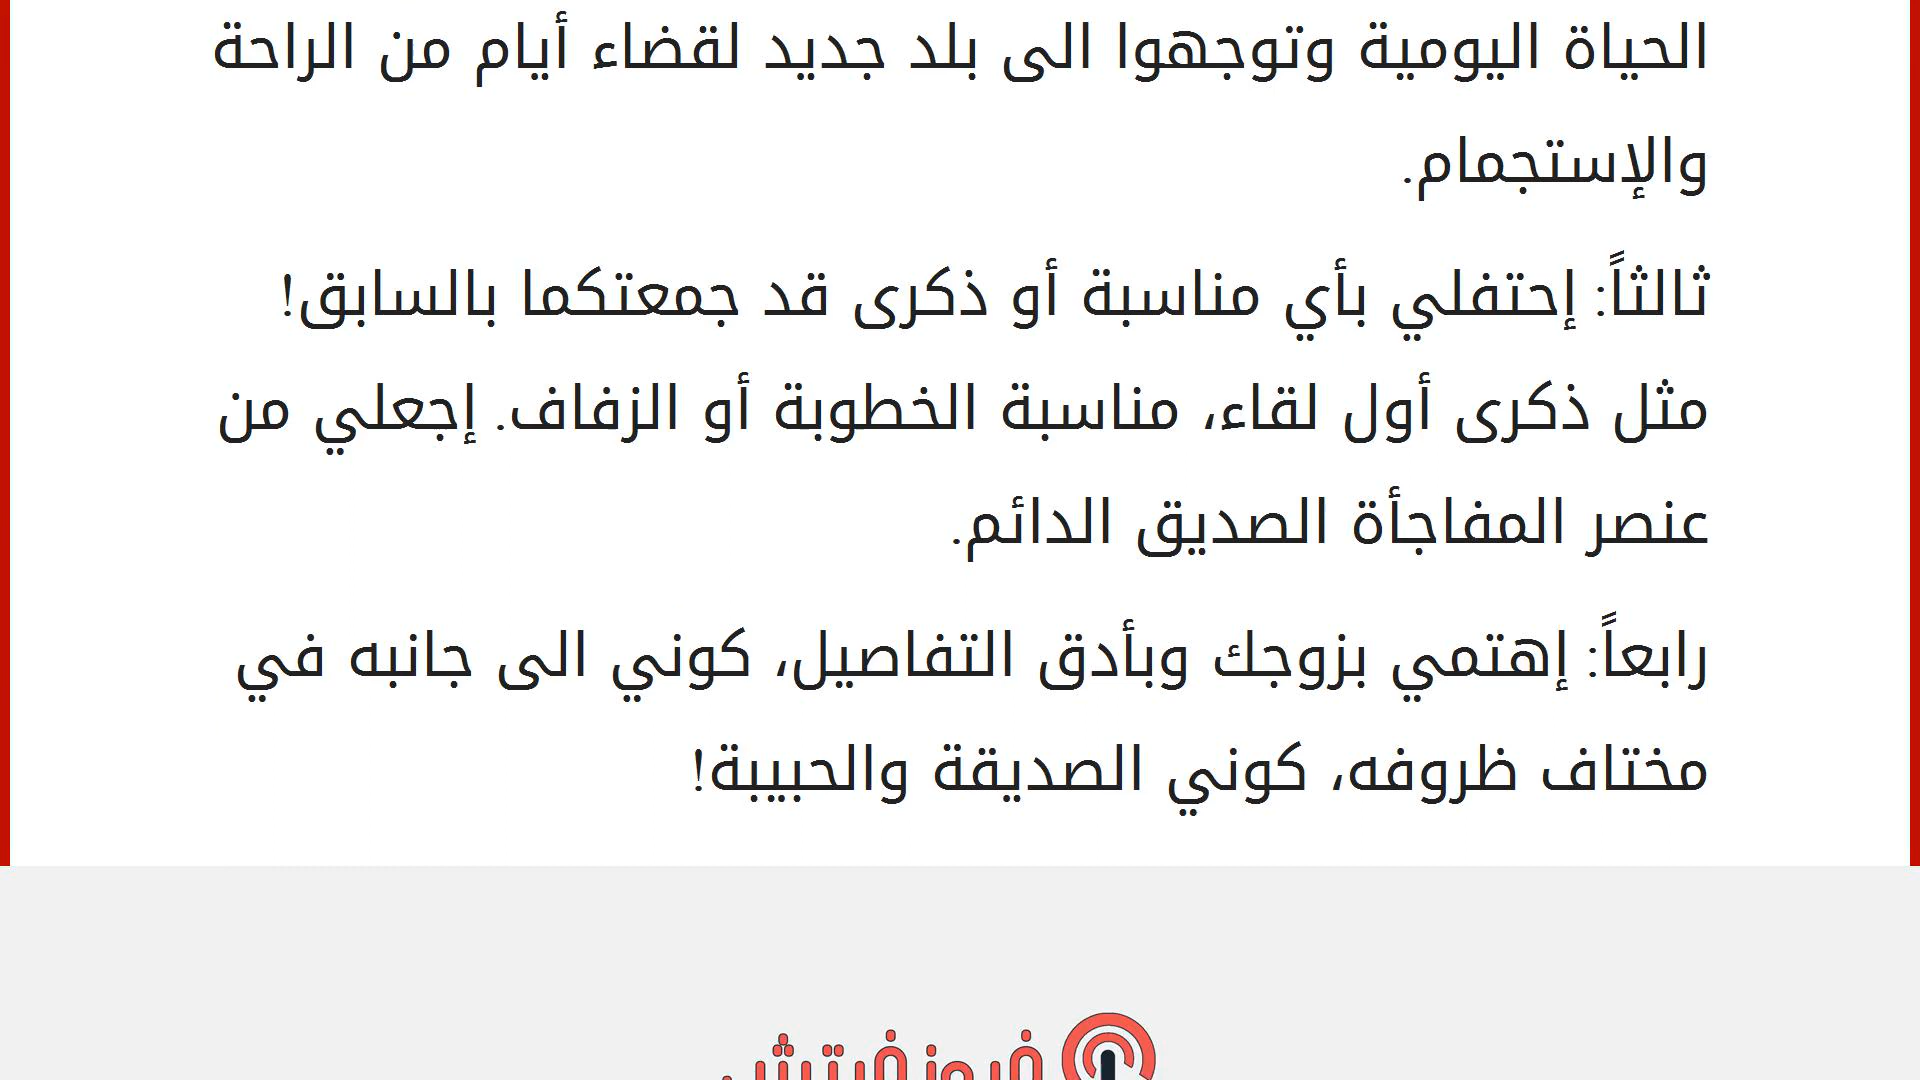 الحياة اليومية وتوجهوا الى بلد جديد لقضاء أيام من الراحة
والإستجمام.
ثالثاً: إحتفلي بأي مناسبة أو ذكرى قد جمعتكما بالسابق!
مثل ذكرى أول لقاء، مناسبة الخطوبة أو الزفاف. إجعلي من
عنصر المفاجأة الصديق الدائم.
رابعاً: إهتمي بزوجك وبأدق التفاصيل، كوني الى جانبه في
مختاف ظروفه، كوني الصديقة والحبيبة!